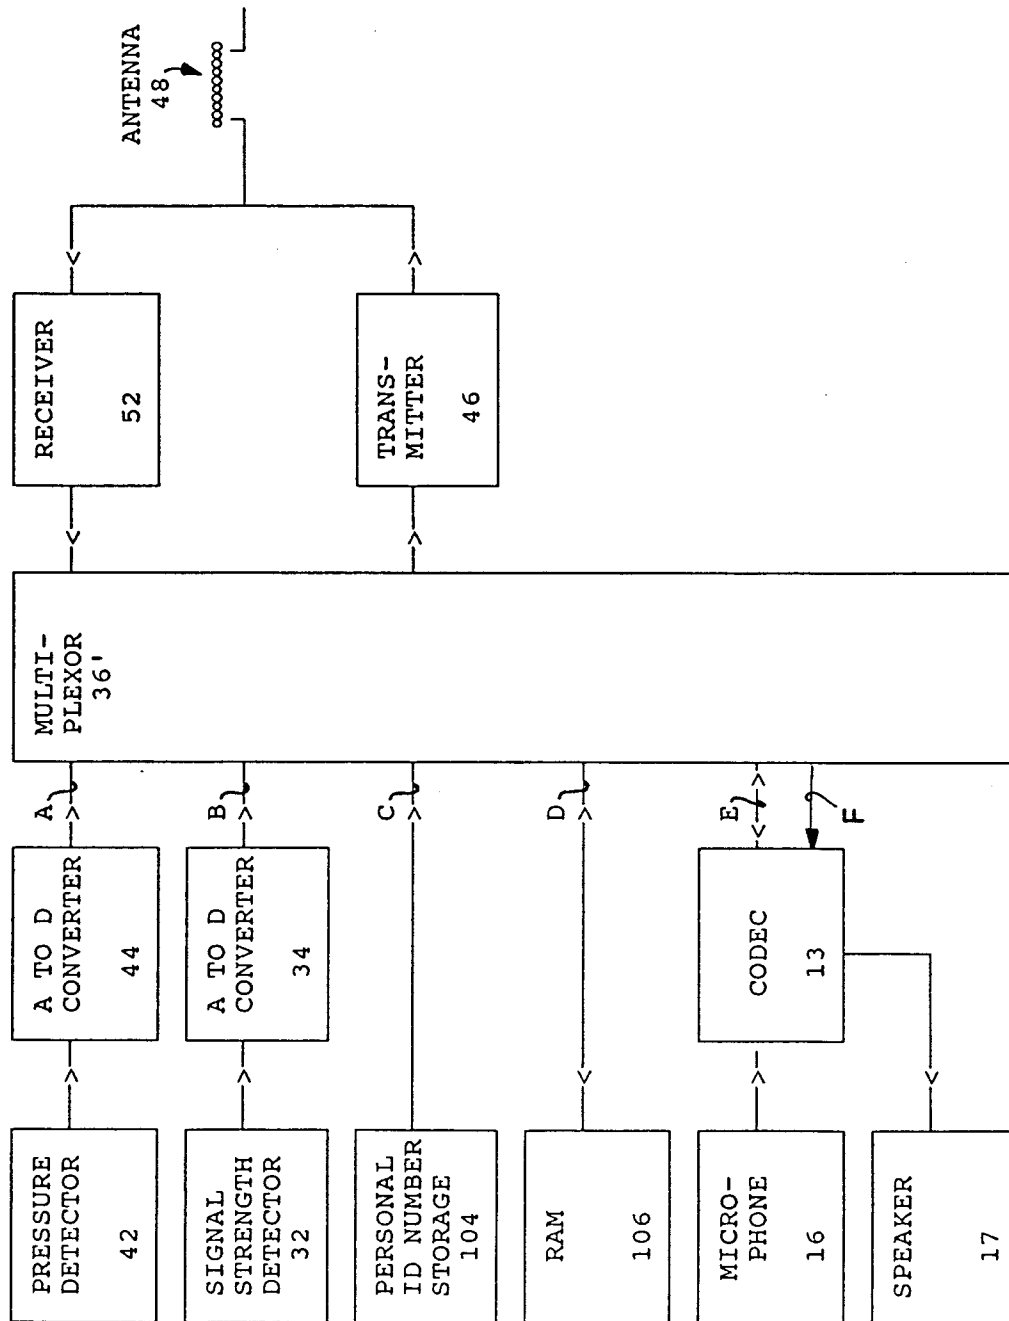 PRESSURE
DETECTOR
42
A TO D
CONVERTER
44
A
MULTI-
PLEXOR
36'
RECEIVER
52
ANTENNA
48
SIGNAL
STRENGTH
DETECTOR
32
A TO D
CONVERTER
34
B
PERSONAL
ID NUMBER
STORAGE
104
C
TRANS-
MITTER
46
RAM
106
D
MICRO-
PHONE
16
CODEC
13
E
F
SPEAKER
17